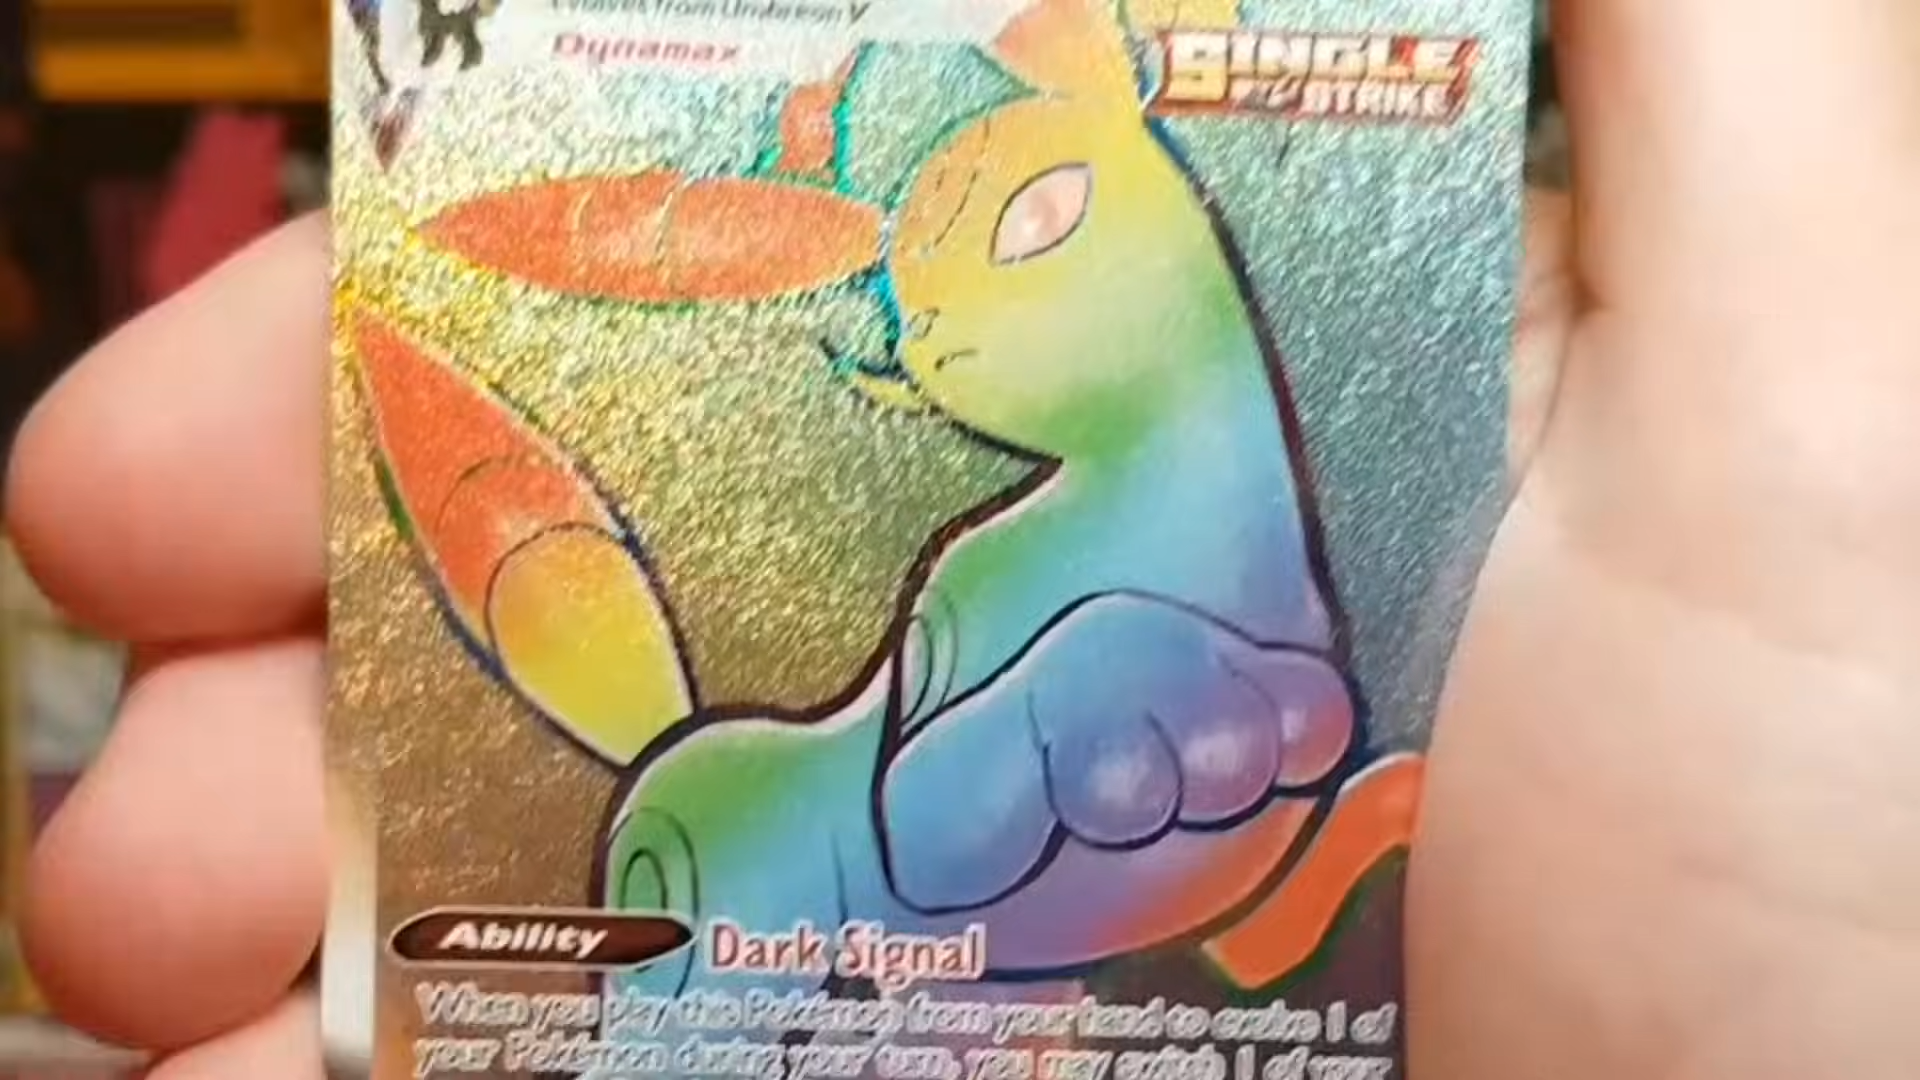 Evolves from Umbreon V
Dynamax
SINGLE
STRIKE
Ability
Dark Signal
When you play this Pokémon from your hand to evolve 1 of
your Pokémon during your turn, you may switch 1 of your